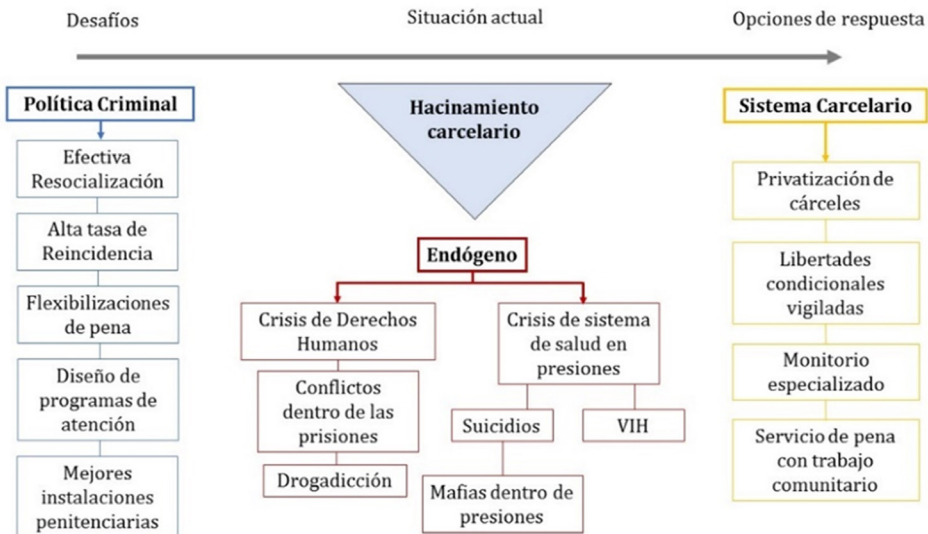 Desafíos
Situación actual
Opciones de respuesta
Política Criminal
Efectiva
Resocialización
Alta tasa de
Reincidencia
Flexibilizaciones
de pena
Diseño de
programas de
atención
Mejores
instalaciones
penitenciarias
Hacinamiento
carcelario
Endógeno
Crisis de Derechos
Humanos
Conflictos
dentro de las
prisiones
Drogadicción
Crisis de sistema
de salud en
presiones
Suicidios
VIH
Mafias dentro de
presiones
Sistema Carcelario
Privatización de
cárceles
Libertades
condicionales
vigiladas
Monitorio
especializado
Servicio de pena
con trabajo
comunitario